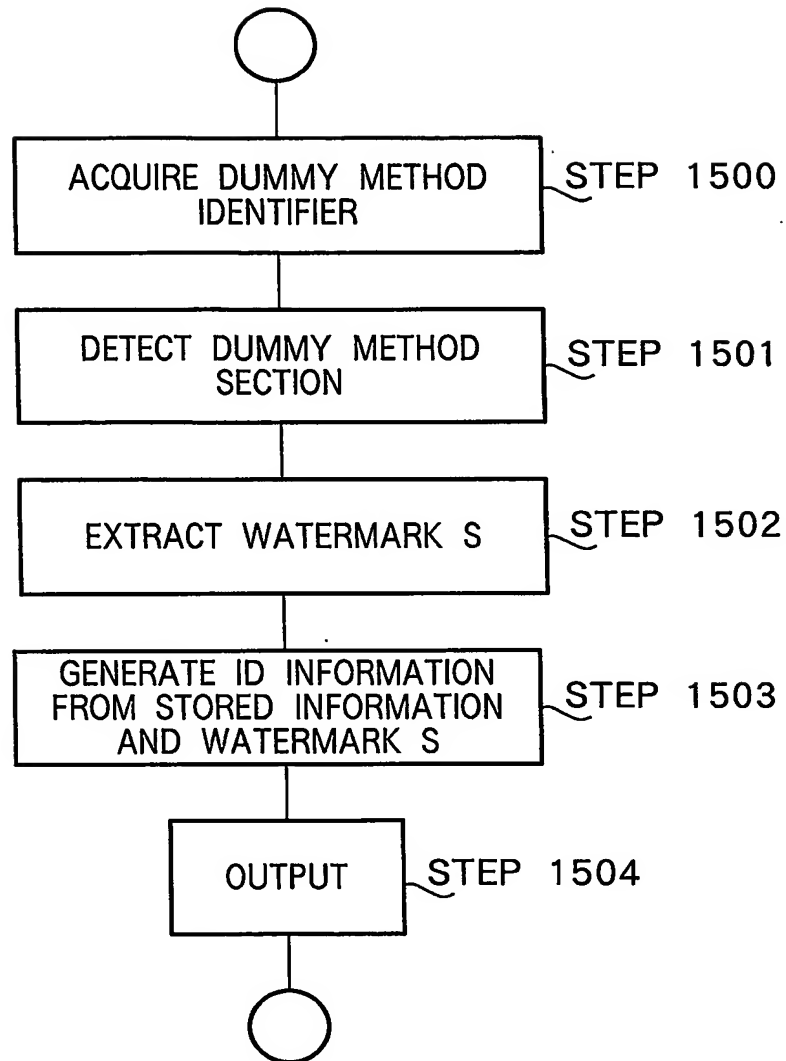 ACQUIRE DUMMY METHOD
IDENTIFIER
STEP 1500
DETECT DUMMY METHOD
SECTION
STEP 1501
EXTRACT WATERMARK S
STEP 1502
GENERATE ID INFORMATION
FROM STORED INFORMATION
AND WATERMARK S
STEP 1503
OUTPUT
STEP 1504